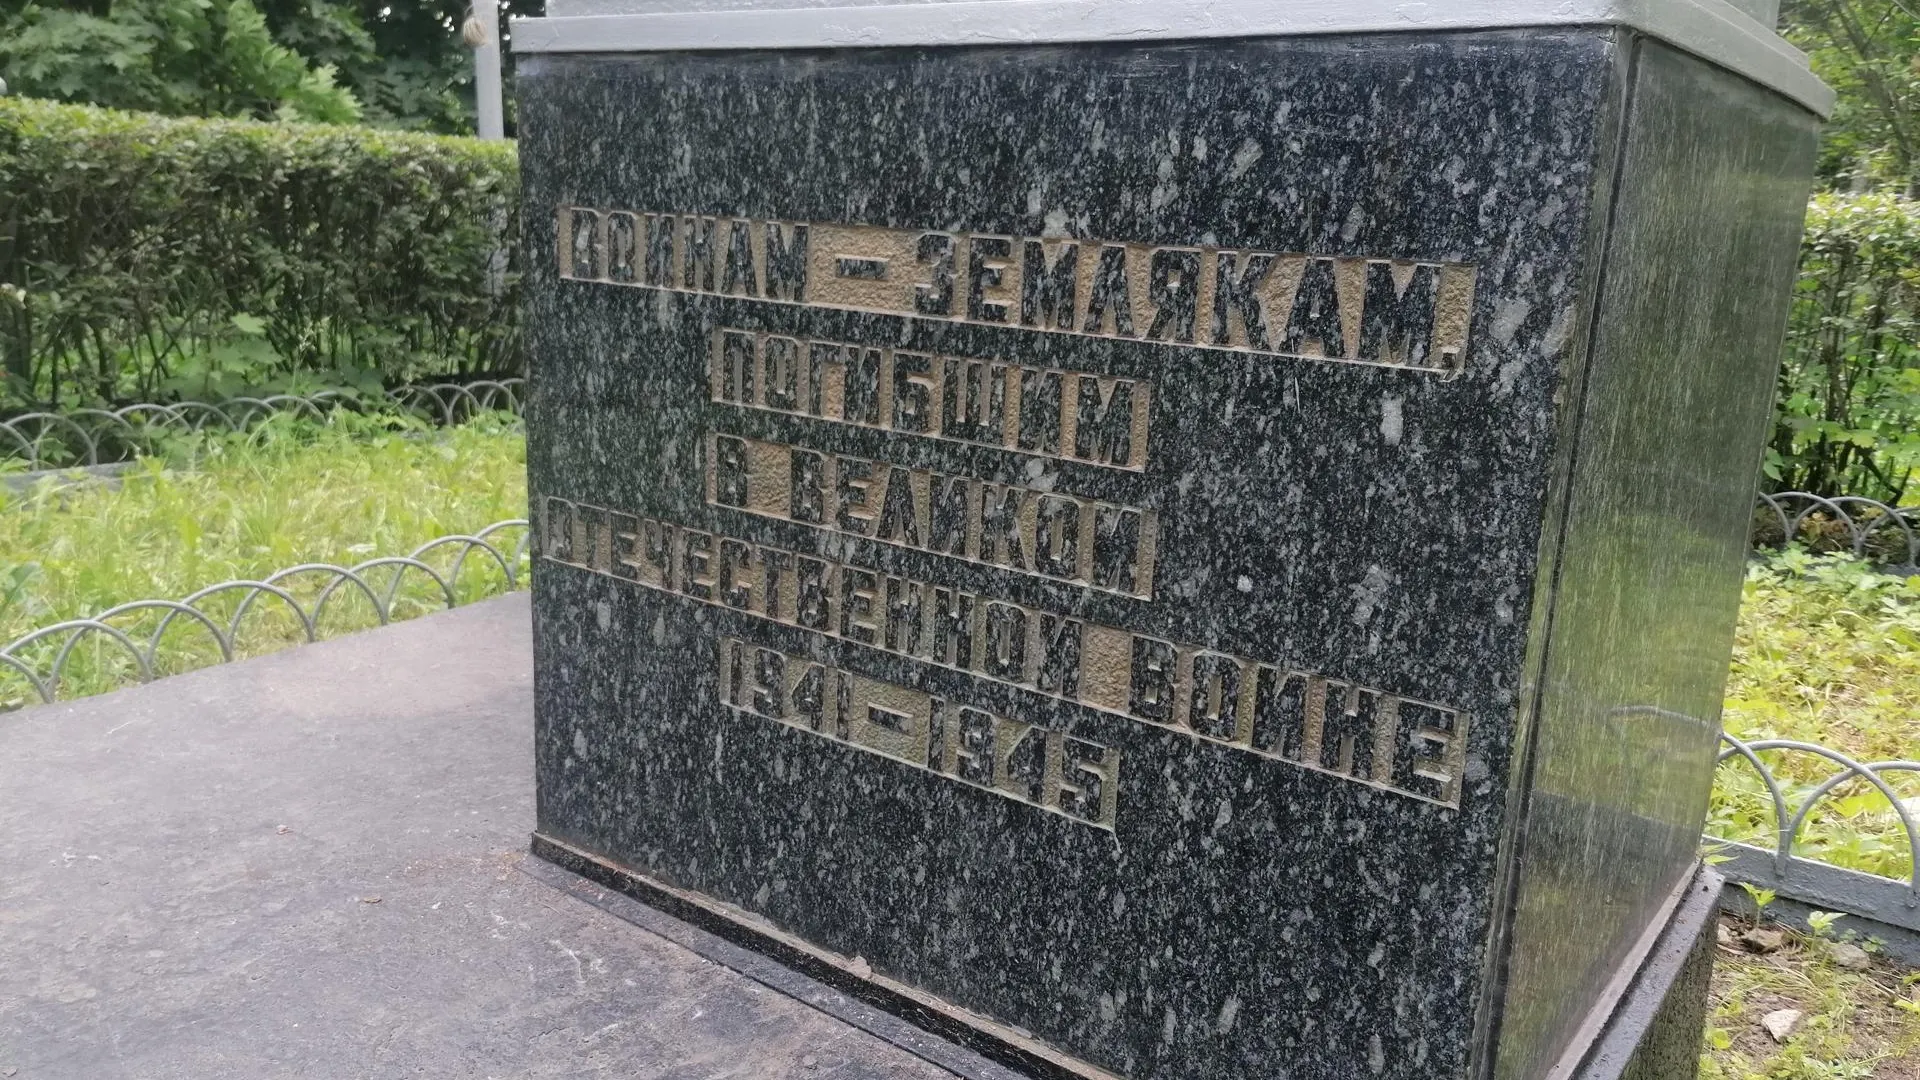 ВОИНАМ – ЗЕМЛЯКАМ,
ПОГИБШИМ
В ВЕЛИКОЙ
ОТЕЧЕСТВЕННОЙ ВОЙНЕ
1941 – 1945